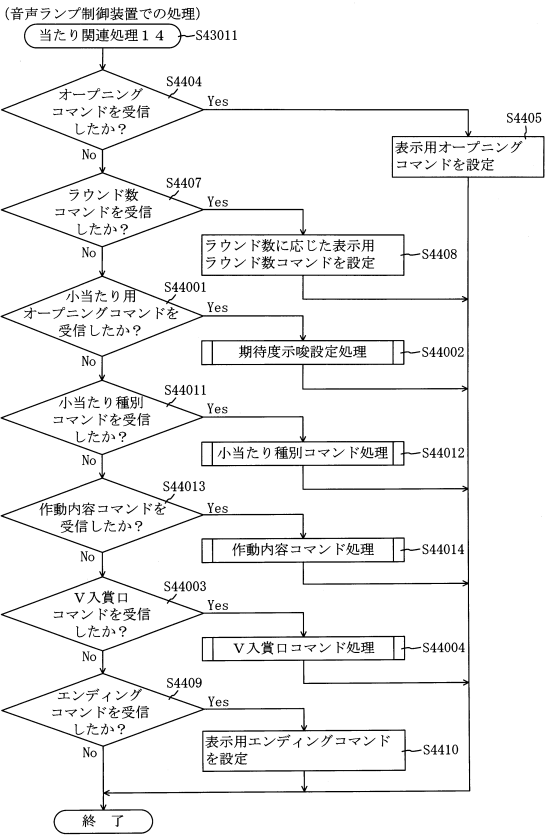 (音声ランプ制御装置での処理)
当たり関連処理14
S43011
S4404
オープニング
コマンドを受信
したか?
Yes
No
S4405
表示用オープニング
コマンドを設定
S4407
ラウンド数
コマンドを受信
したか?
Yes
No
ラウンド数に応じた表示用
ラウンド数コマンドを設定
S4408
S44001
小当たり用
オープニングコマンドを
受信したか?
Yes
No
期待度示唆設定処理
S44002
S44011
小当たり種別
コマンドを受信
したか?
Yes
No
小当たり種別コマンド処理
S44012
S44013
作動内容コマンドを
受信したか?
Yes
No
作動内容コマンド処理
S44014
S44003
V入賞口
コマンドを受信
したか?
Yes
No
V入賞口コマンド処理
S44004
S4409
エンディング
コマンドを受信
したか?
Yes
No
表示用エンディングコマンド
を設定
S4410
終 了